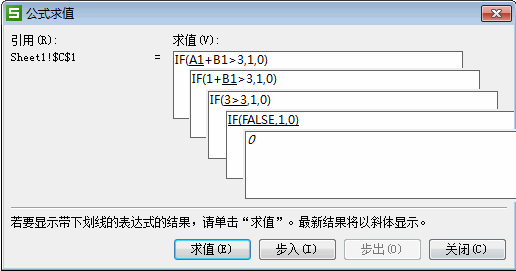 公式求值
引用(R):
求值(V):
Sheet1!$C$1
=
IF(A1+B1>3,1,0)
IF(1+B1>3,1,0)
IF(3>3,1,0)
IF(FALSE,1,0)
0
若要显示带下划线的表达式的结果，请单击“求值”。最新结果将以斜体显示。
求值(E)
步入(I)
步出(O)
关闭(C)